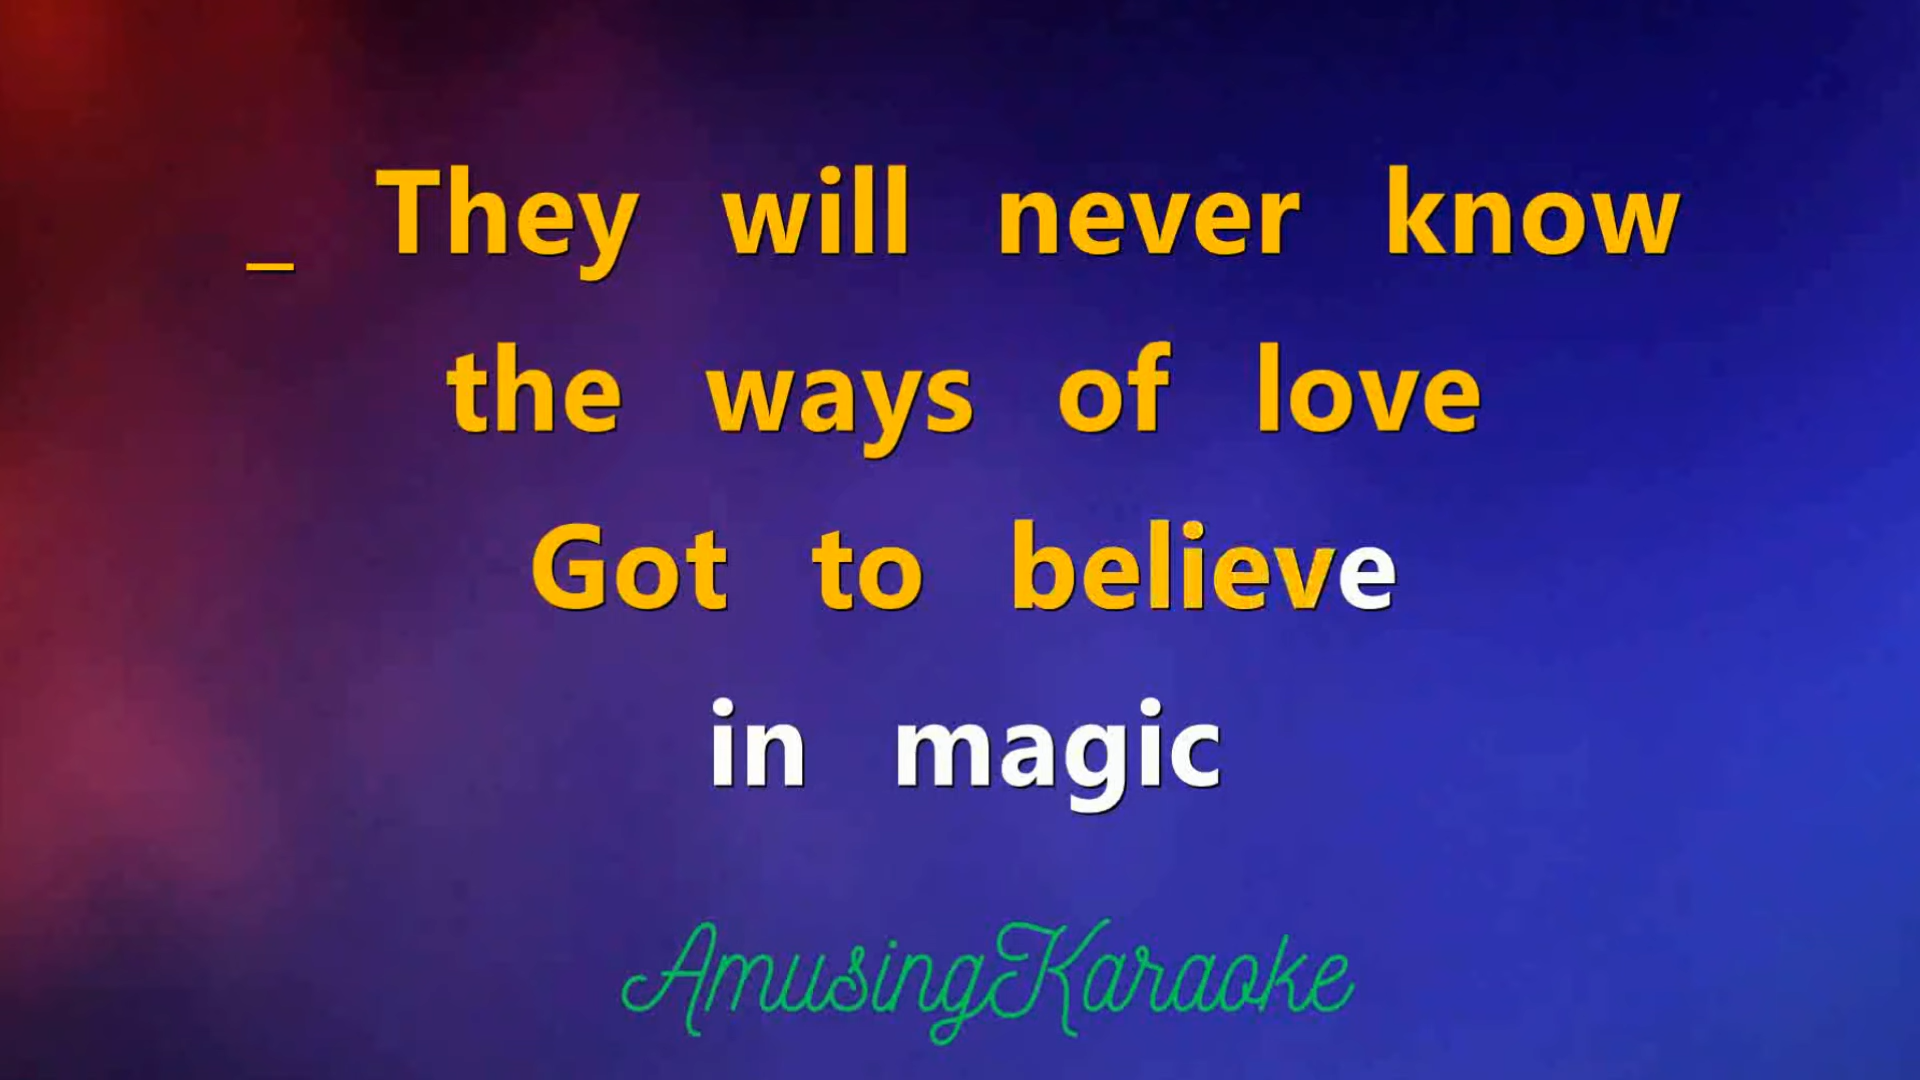 _ They will never know
the ways of love
Got to believe
in magic
AmusingKaraoke